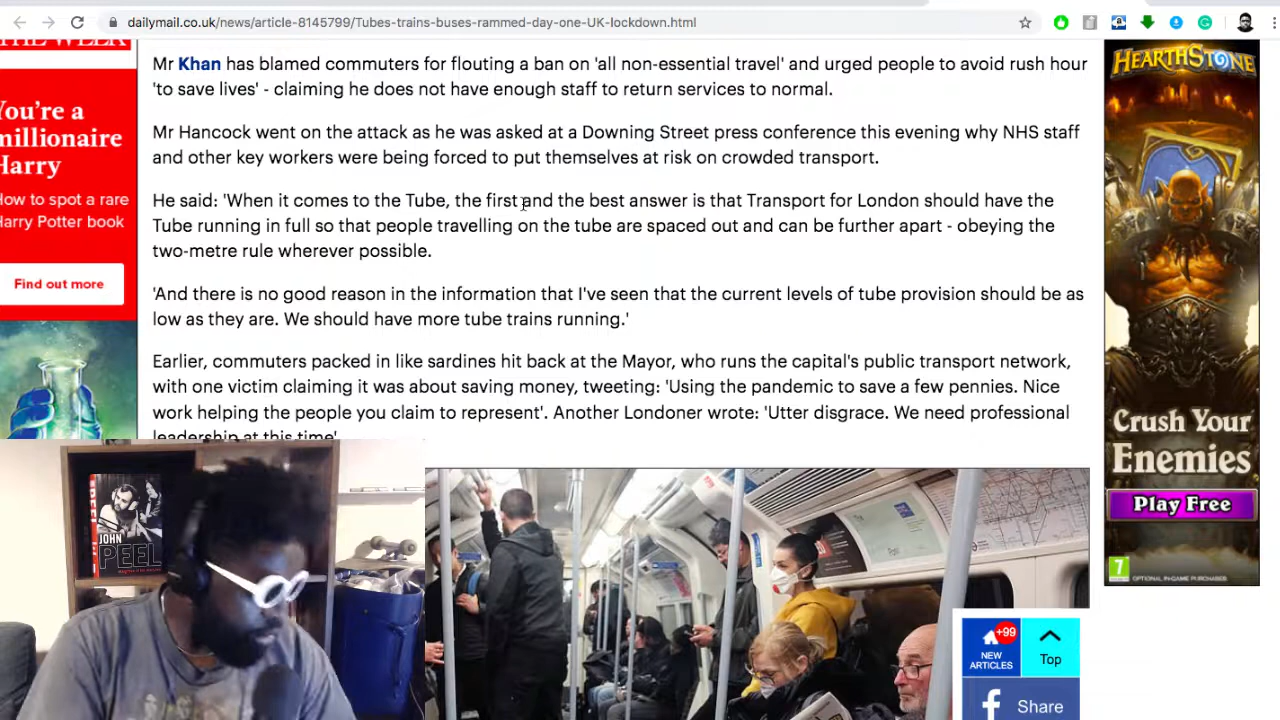 dailymail.co.uk/news/article-8145799/Tubes-trains-buses-rammed-day-one-UK-lockdown.html
THE WEEK
You're a
millionaire
Harry
How to spot a rare
Harry Potter book
Find out more
Mr Khan has blamed commuters for flouting a ban on 'all non-essential travel' and urged people to avoid rush hour
'to save lives' - claiming he does not have enough staff to return services to normal.
Mr Hancock went on the attack as he was asked at a Downing Street press conference this evening why NHS staff
and other key workers were being forced to put themselves at risk on crowded transport.
He said: 'When it comes to the Tube, the first and the best answer is that Transport for London should have the
Tube running in full so that people travelling on the tube are spaced out and can be further apart - obeying the
two-metre rule wherever possible.
'And there is no good reason in the information that I've seen that the current levels of tube provision should be as
low as they are. We should have more tube trains running.'
Earlier, commuters packed in like sardines hit back at the Mayor, who runs the capital's public transport network,
with one victim claiming it was about saving money, tweeting: 'Using the pandemic to save a few pennies. Nice
work helping the people you claim to represent'. Another Londoner wrote: 'Utter disgrace. We need professional
leadership at this time'
HEARTHSTONE
Crush Your
Enemies
Play Free
7
OPTIONAL IN-GAME PURCHASES
JOHN
PEEL
+99
NEW
ARTICLES
Top
Share